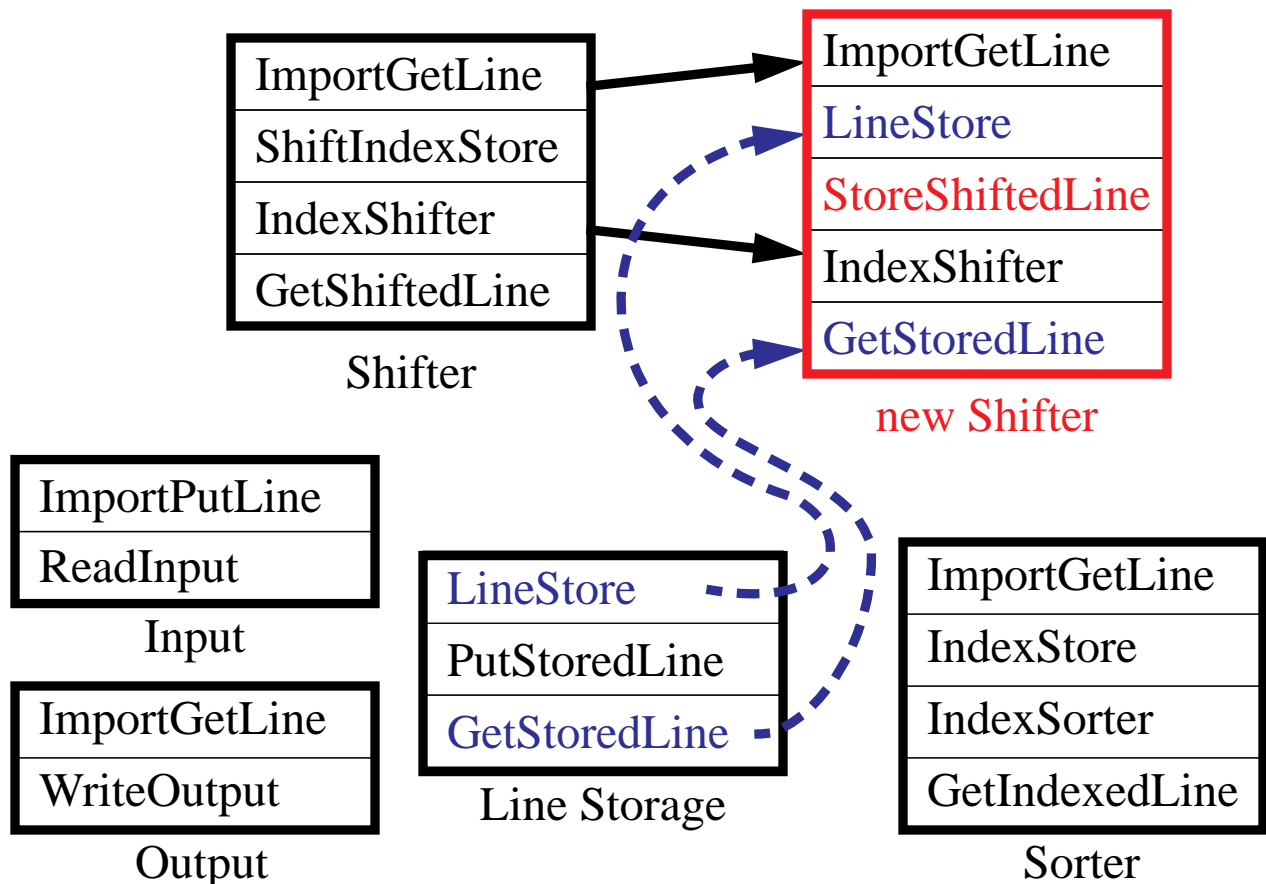 ImportGetLine
ShiftIndexStore
IndexShifter
GetShiftedLine
Shifter
ImportGetLine
LineStore
StoreShiftedLine
IndexShifter
GetStoredLine
new Shifter
ImportPutLine
ReadInput
Input
ImportGetLine
WriteOutput
Output
LineStore
PutStoredLine
GetStoredLine
Line Storage
ImportGetLine
IndexStore
IndexSorter
GetIndexedLine
Sorter